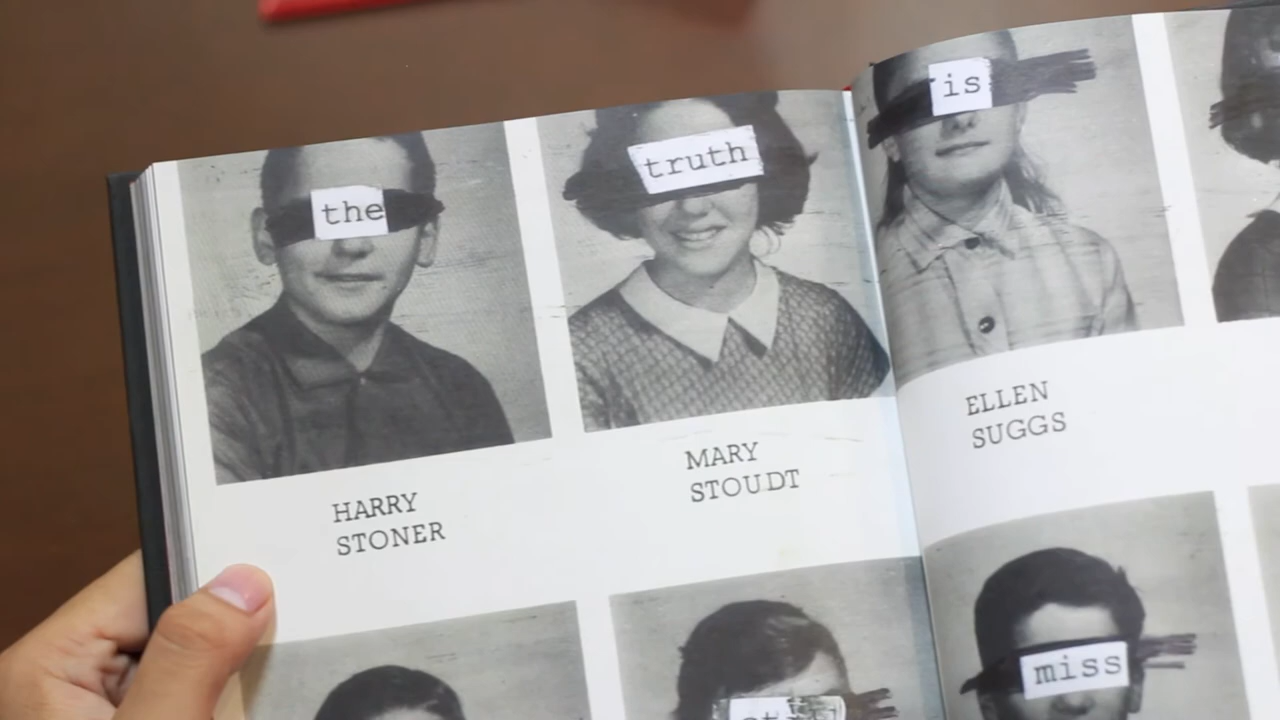 the
truth
is
HARRY
STONER
MARY
STOUDT
ELLEN
SUGGS
miss